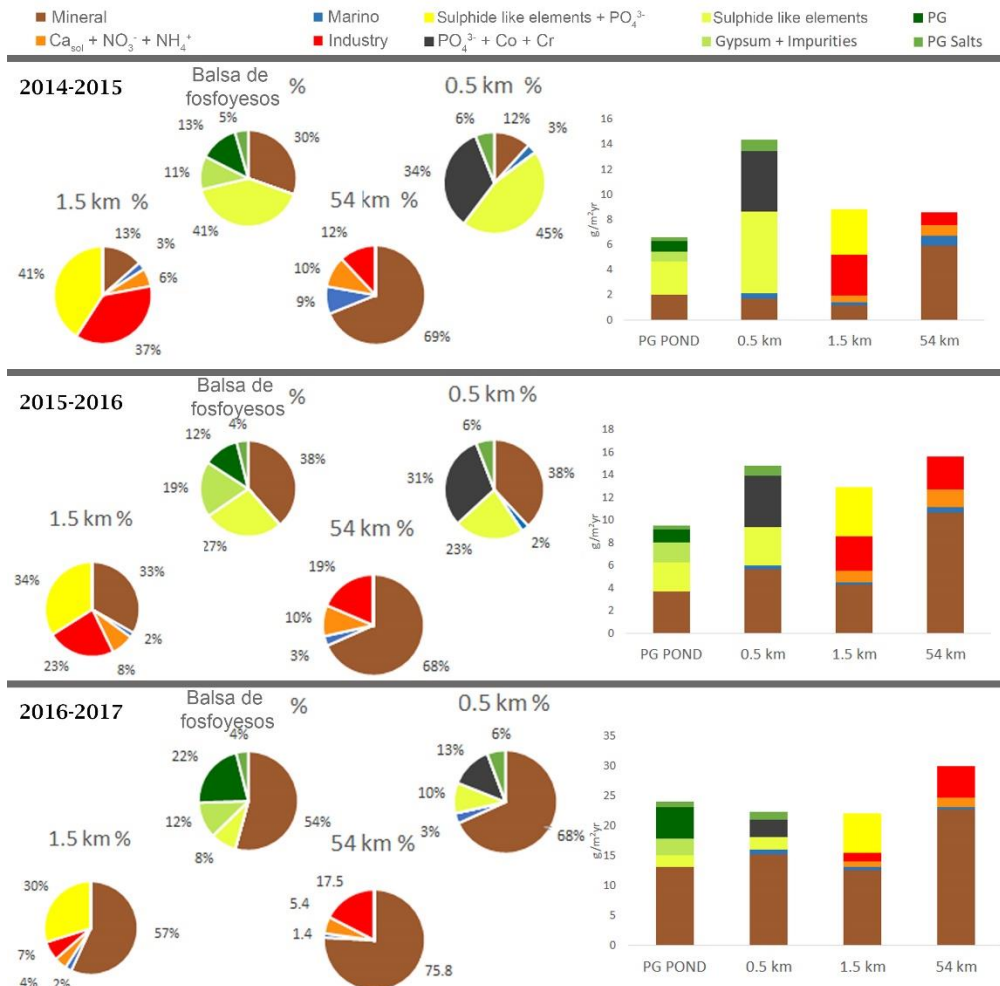 Mineral
Marino
Sulphide like elements + PO₄³⁻
Sulphide like elements
PG
Ca_sol + NO₃⁻ + NH₄⁺
Industry
PO₄³⁻ + Co + Cr
Gypsum + Impurities
PG Salts
2014-2015
Balsa de
fosfoyesos %
5%
13%
30%
11%
41%
0.5 km %
6%
12%
3%
34%
45%
1.5 km %
13%
3%
6%
41%
37%
54 km %
12%
10%
9%
69%
16
14
12
10
8
6
4
2
0
g/m²yr
PG POND 0.5 km 1.5 km 54 km
2015-2016
Balsa de
fosfoyesos %
4%
12%
38%
19%
27%
0.5 km %
6%
31%
38%
23%
2%
1.5 km %
34%
33%
2%
23%
8%
54 km %
19%
10%
3%
68%
18
16
14
12
10
8
6
4
2
0
g/m²yr
PG POND 0.5 km 1.5 km 54 km
2016-2017
Balsa de
fosfoyesos %
4%
22%
12%
54%
8%
0.5 km %
6%
13%
10%
3%
68%
1.5 km %
30%
57%
7%
4%
2%
54 km %
17.5
5.4
1.4
75.8
35
30
25
20
15
10
5
0
g/m²yr
PG POND 0.5 km 1.5 km 54 km